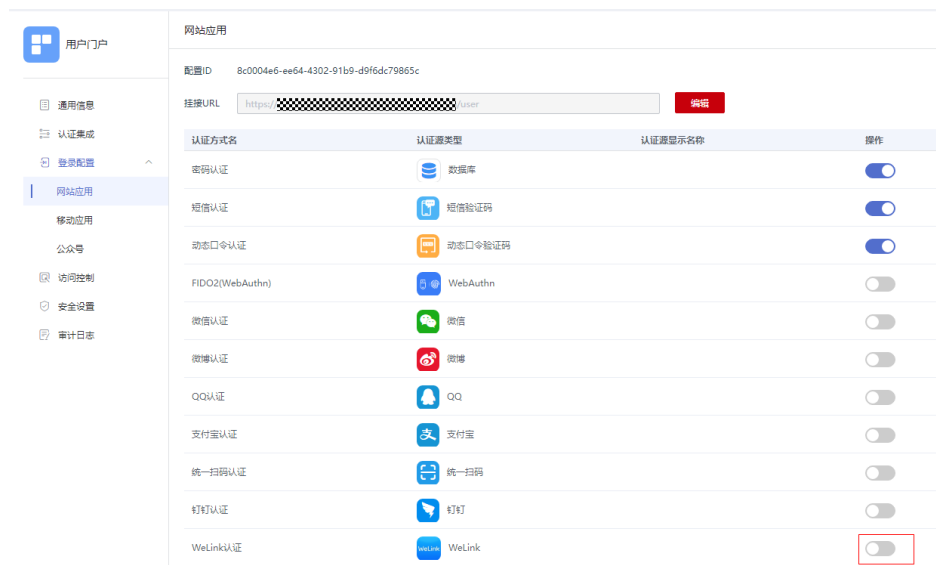 用户门户
通用信息
认证集成
登录配置
网站应用
移动应用
公众号
访问控制
安全设置
审计日志
网站应用
配置ID 8c0004e6-ee64-4302-91b9-d9f6dc79865c
挂接URL https:/ /user 编辑
认证方式名 认证源类型 认证源显示名称 操作
密码认证 数据库
短信认证 短信验证码
动态口令认证 动态口令验证码
FIDO2(WebAuthn) WebAuthn
微信认证 微信
微博认证 微博
QQ认证 QQ
支付宝认证 支 支付宝
统一扫码认证 统一扫码
钉钉认证 钉钉
WeLink认证 WeLink WeLink